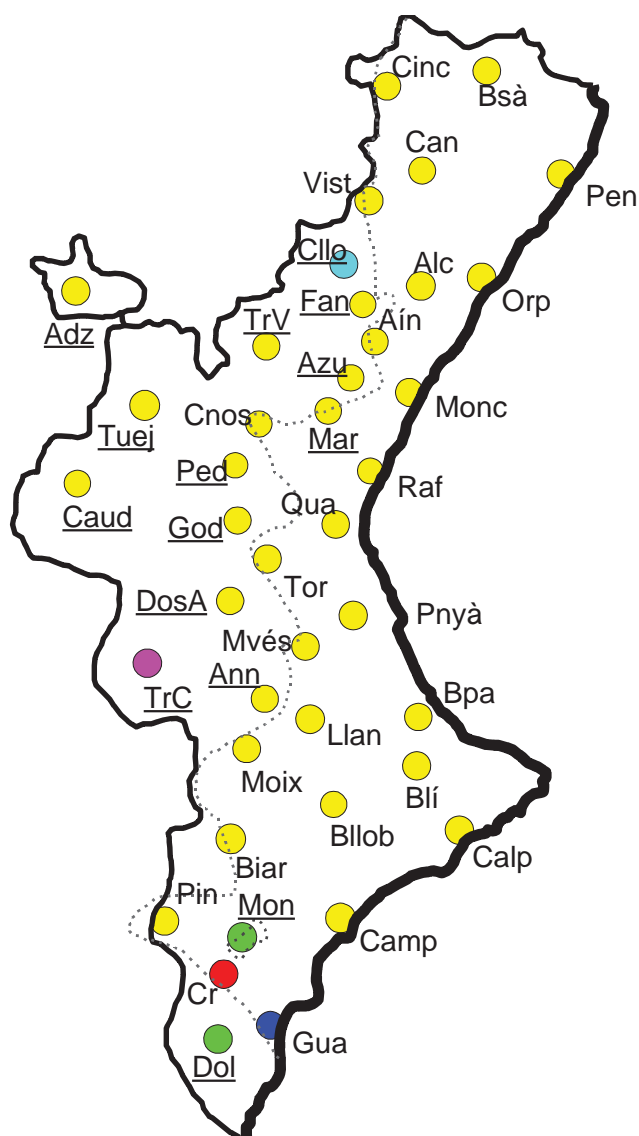 Cinc
Bsà
Can
Vist
Pen
Cllo
Alc
Orp
Fan
Adz
TrV
Aín
Azu
Monc
Cnos
Mar
Tuej
Ped
Raf
Caud
Qua
God
Tor
DosA
Pnyà
Mvés
Ann
TrC
Bpa
Llan
Moix
Blí
Bllob
Calp
Biar
Pin
Mon
Camp
Cr
Gua
Dol